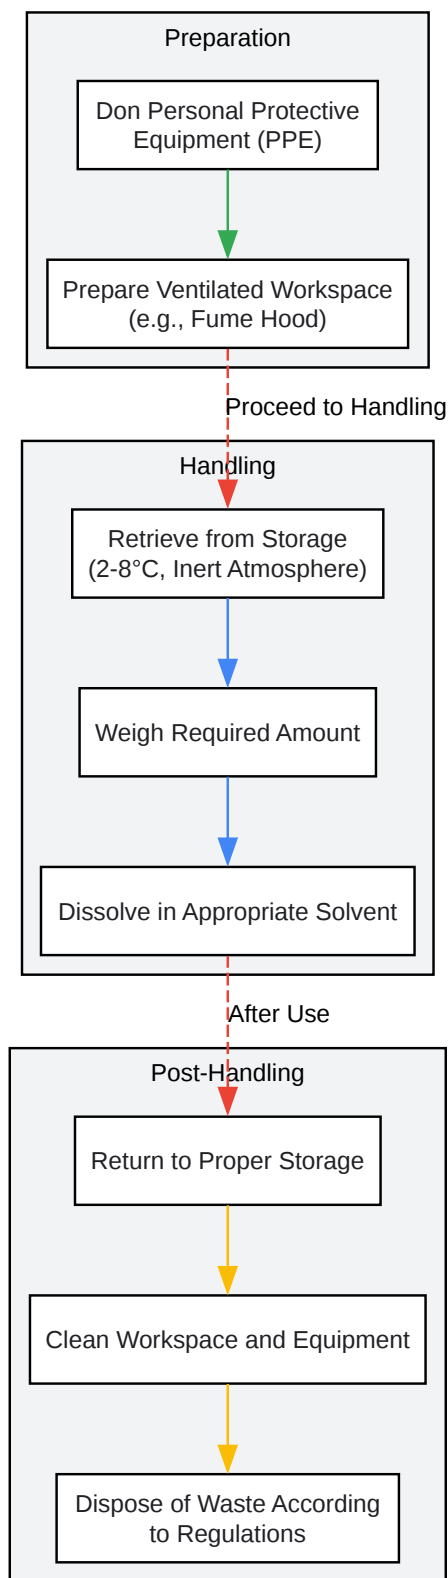 Preparation
Don Personal Protective
Equipment (PPE)
Prepare Ventilated Workspace
(e.g., Fume Hood)
Proceed to Handling
Handling
Retrieve from Storage
(2-8°C, Inert Atmosphere)
Weigh Required Amount
Dissolve in Appropriate Solvent
After Use
Post-Handling
Return to Proper Storage
Clean Workspace and Equipment
Dispose of Waste According
to Regulations